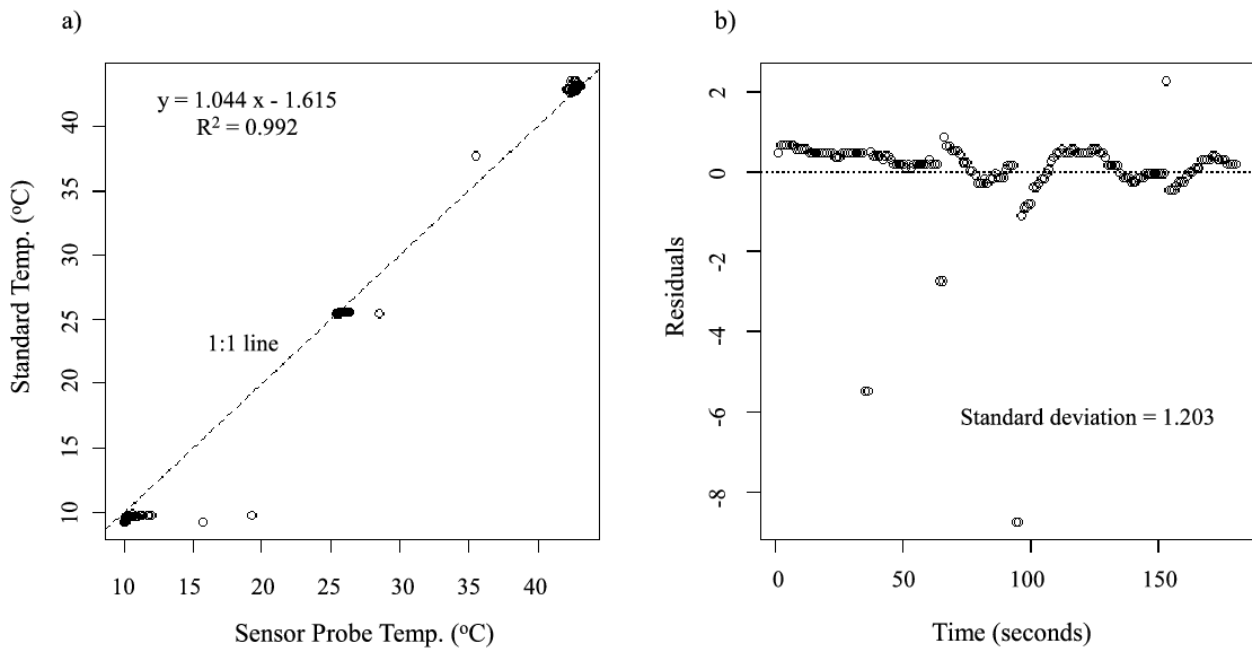 a)
y = 1.044 x - 1.615
R² = 0.992
1:1 line
40
35
30
25
20
15
10
Standard Temp. (°C)
10
15
20
25
30
35
40
Sensor Probe Temp. (°C)
b)
2
0
-2
-4
-6
-8
Residuals
Standard deviation = 1.203
0
50
100
150
Time (seconds)